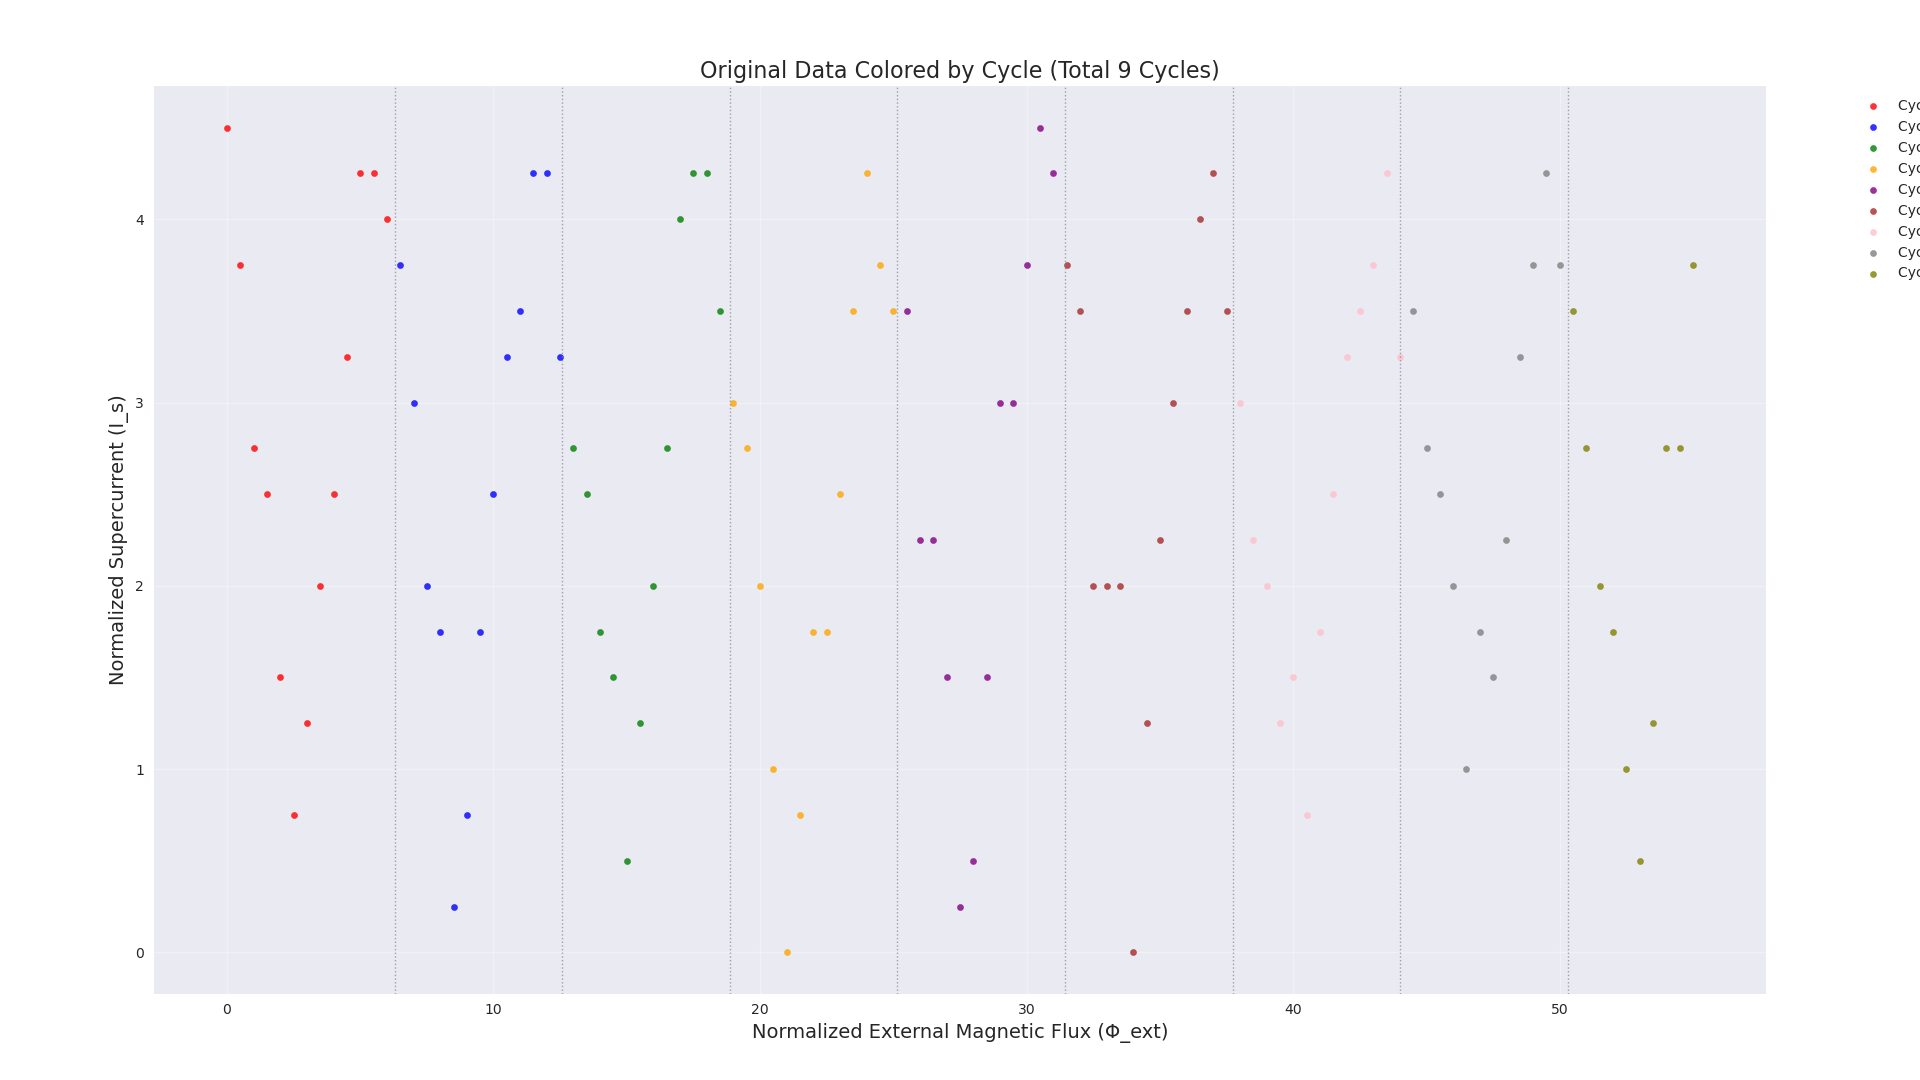 Original Data Colored by Cycle (Total 9 Cycles)
Cyc
Cyc
Cyc
Cyc
Cyc
Cyc
Cyc
Cyc
Cyc
Normalized Supercurrent (I_s)
4
3
2
1
0
0 10 20 30 40 50
Normalized External Magnetic Flux (Φ_ext)